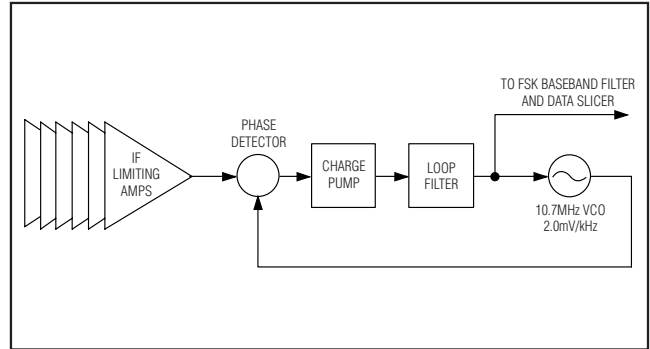 TO FSK BASEBAND FILTER
AND DATA SLICER
PHASE
DETECTOR
IF
LIMITING
AMPS
CHARGE
PUMP
LOOP
FILTER
10.7MHz VCO
2.0mV/kHz